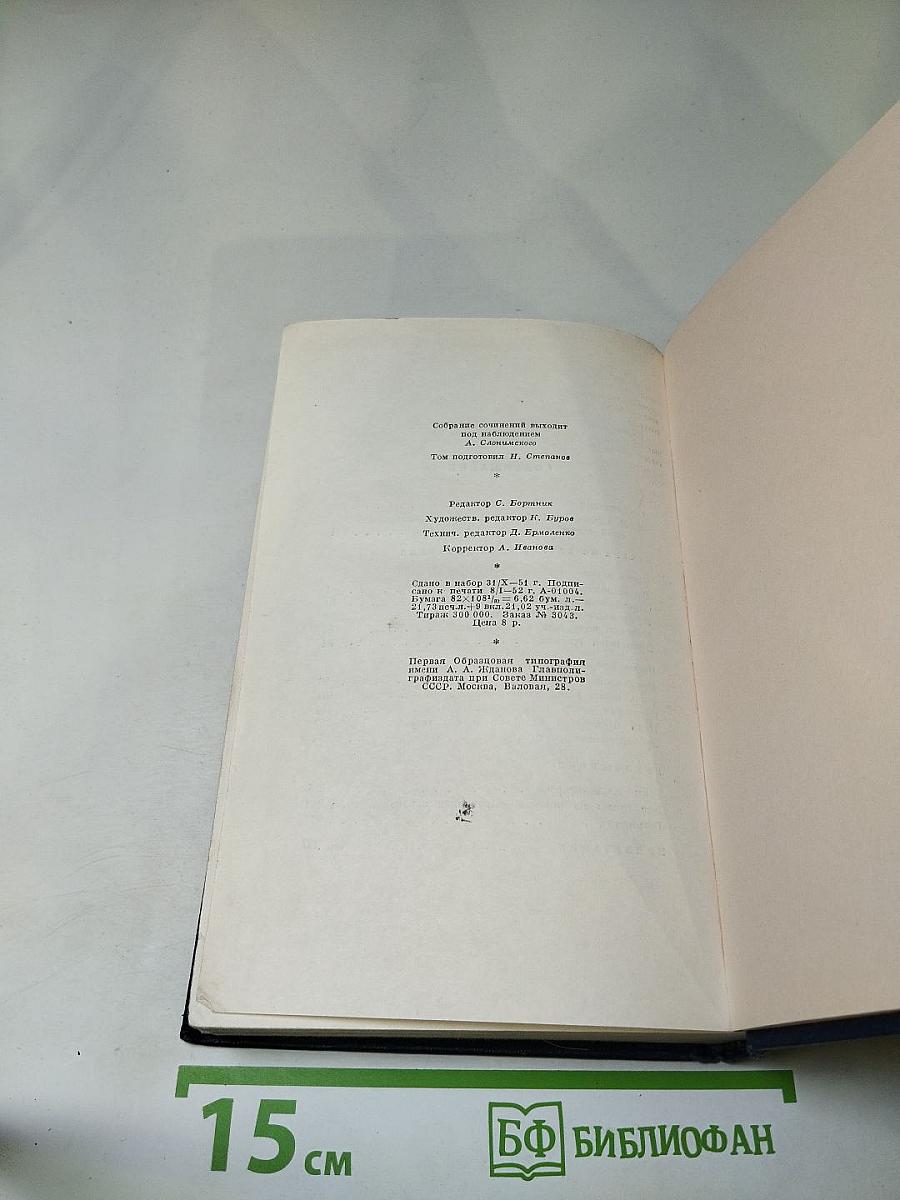 Собрание сочинений выходит
под наблюдением
А. Слонимского
Том подготовил Н. Степанов
*
Редактор С. Бортник
Художеств. редактор К. Буров
Технич. редактор Д. Ермоленко
Корректор А. Иванова
*
Сдано в набор 31/X—51 г. Подпи-
сано к печати 8/I—52 г. А-01004.
Бумага 82×108¹/₃₂ = 6,62 бум. л.—
21,73 печ.л.+9 вкл.21,02 уч.-изд.л.
Тираж 300 000. Заказ № 3043.
Цена 8 р.
*
Первая Образцовая типография
имени А. А. Жданова Главполи-
графиздата при Совете Министров
СССР. Москва, Валовая, 28.
15 см
БФ БИБЛИОФАН